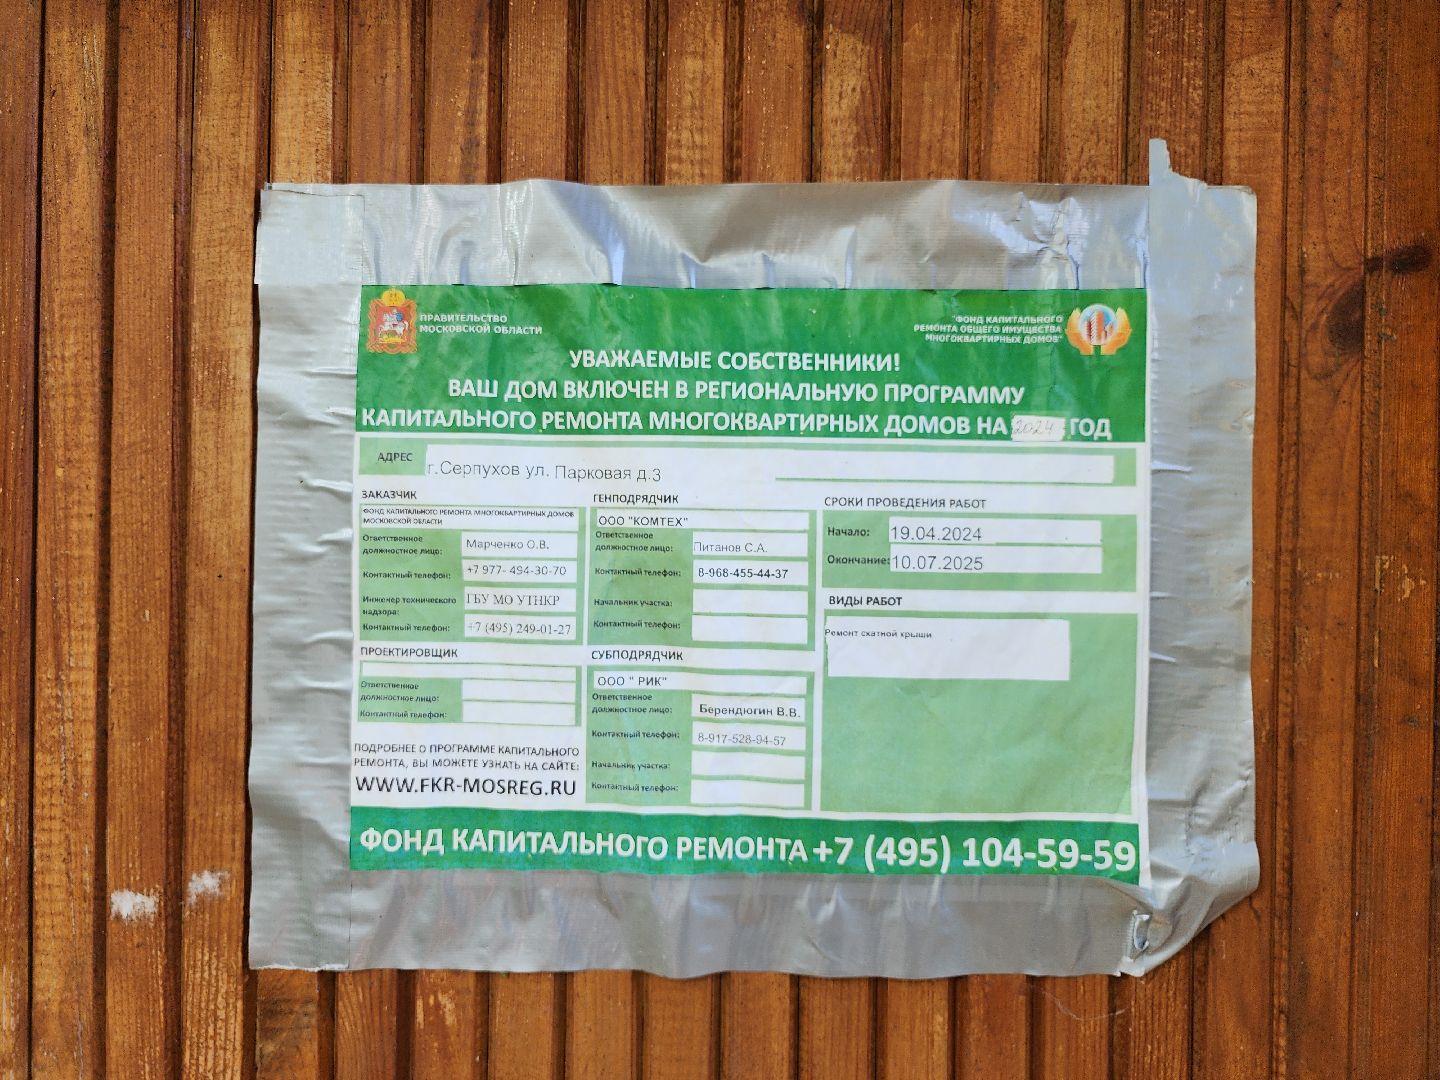 ПРАВИТЕЛЬСТВО
МОСКОВСКОЙ ОБЛАСТИ
"ФОНД КАПИТАЛЬНОГО
РЕМОНТА ОБЩЕГО ИМУЩЕСТВА
МНОГОКВАРТИРНЫХ ДОМОВ"
УВАЖАЕМЫЕ СОБСТВЕННИКИ!
ВАШ ДОМ ВКЛЮЧЕН В РЕГИОНАЛЬНУЮ ПРОГРАММУ
КАПИТАЛЬНОГО РЕМОНТА МНОГОКВАРТИРНЫХ ДОМОВ НА 2024 ГОД
АДРЕС г.Серпухов ул. Парковая д.3
ЗАКАЗЧИК
ФОНД КАПИТАЛЬНОГО РЕМОНТА МНОГОКВАРТИРНЫХ ДОМОВ
МОСКОВСКОЙ ОБЛАСТИ
Ответственное
должностное лицо: Марченко О.В.
Контактный телефон: +7 977- 494-30-70
Инженер технического
надзора: ГБУ МО УТНКР
Контактный телефон: +7 (495) 249-01-27
ПРОЕКТИРОВЩИК
Ответственное
должностное лицо:
Контактный телефон:
ПОДРОБНЕЕ О ПРОГРАММЕ КАПИТАЛЬНОГО
РЕМОНТА, ВЫ МОЖЕТЕ УЗНАТЬ НА САЙТЕ:
WWW.FKR-MOSREG.RU
ГЕНПОДРЯДЧИК
ООО "КОМТЕХ"
Ответственное
должностное лицо: Питанов С.А.
Контактный телефон: 8-968-455-44-37
Начальник участка:
Контактный телефон:
СУБПОДРЯДЧИК
ООО " РИК"
Ответственное
должностное лицо: Берендюгин В.В.
Контактный телефон: 8-917-528-94-57
Начальник участка:
Контактный телефон:
СРОКИ ПРОВЕДЕНИЯ РАБОТ
Начало: 19.04.2024
Окончание: 10.07.2025
ВИДЫ РАБОТ
Ремонт скатной крыши
ФОНД КАПИТАЛЬНОГО РЕМОНТА +7 (495) 104-59-59